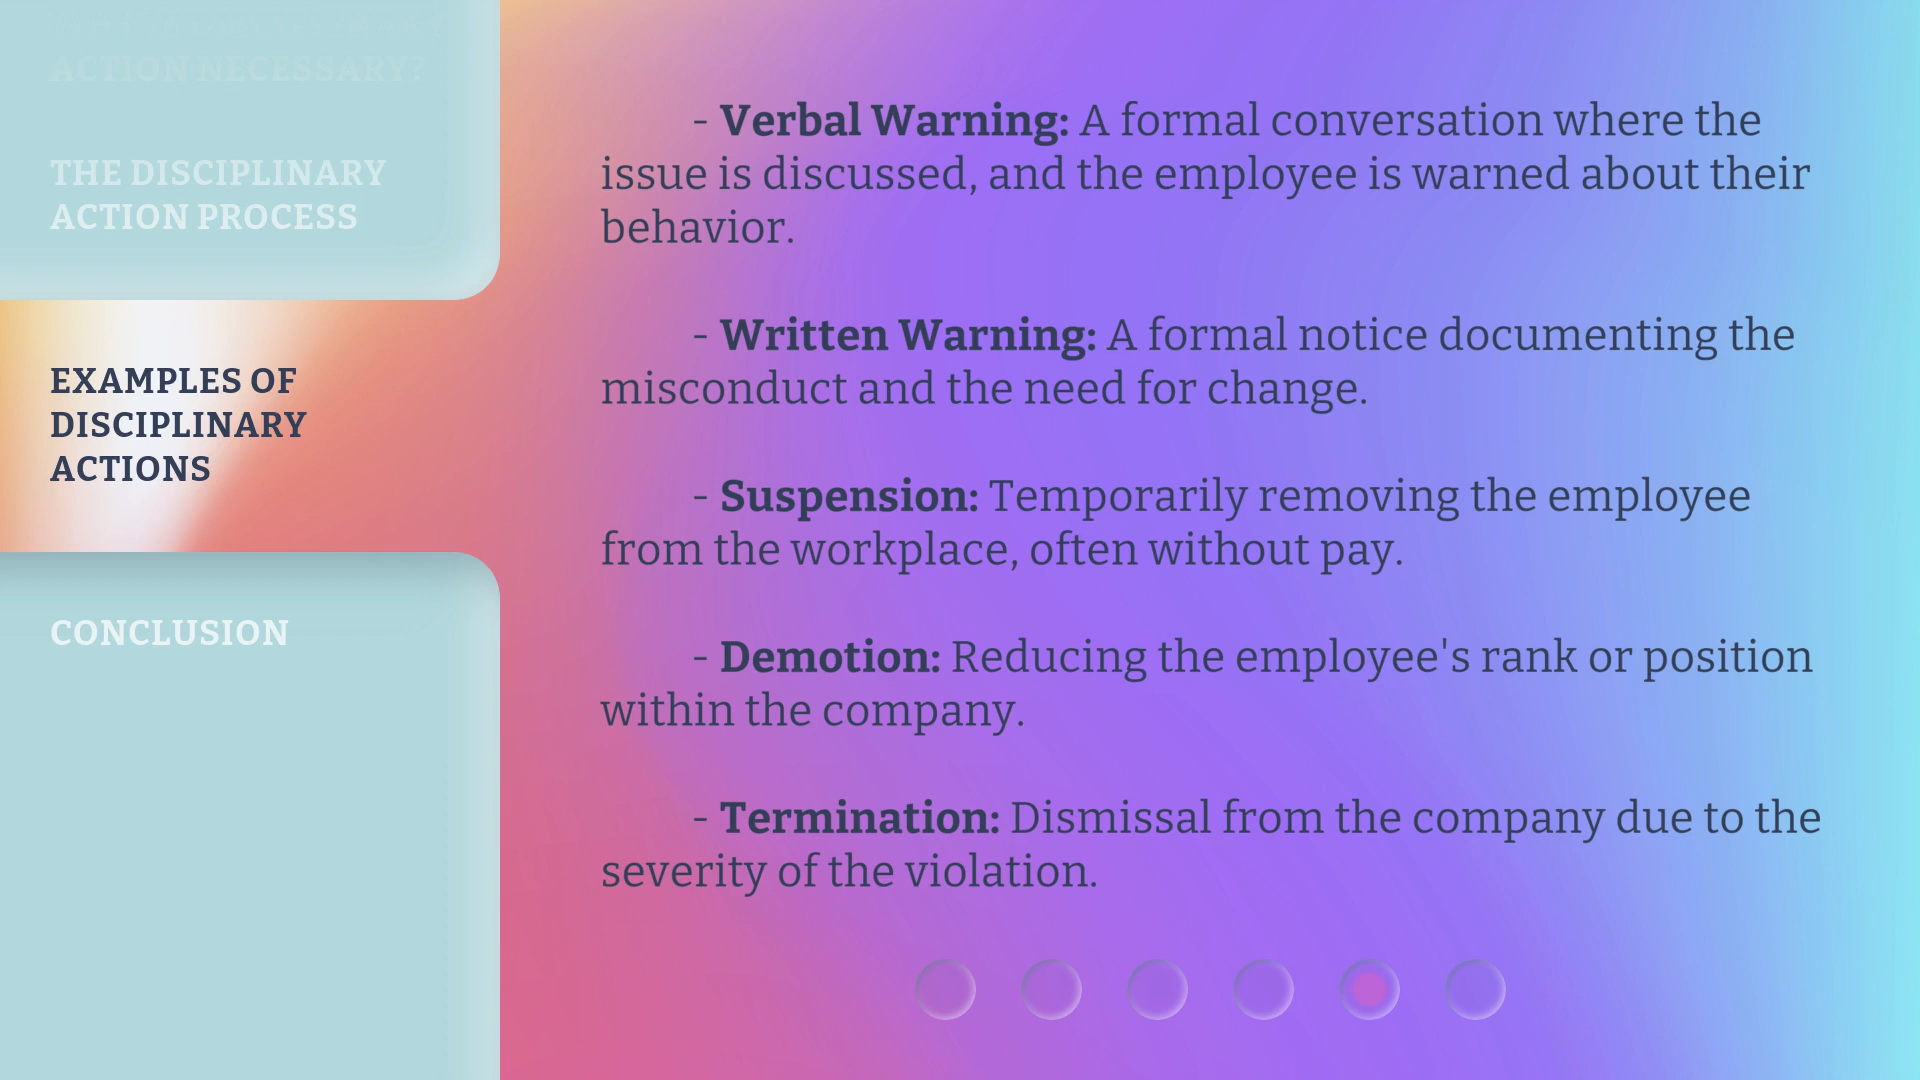 ACTION NECESSARY?
THE DISCIPLINARY
ACTION PROCESS
EXAMPLES OF
DISCIPLINARY
ACTIONS
CONCLUSION
- Verbal Warning: A formal conversation where the
issue is discussed, and the employee is warned about their
behavior.
- Written Warning: A formal notice documenting the
misconduct and the need for change.
- Suspension: Temporarily removing the employee
from the workplace, often without pay.
- Demotion: Reducing the employee's rank or position
within the company.
- Termination: Dismissal from the company due to the
severity of the violation.